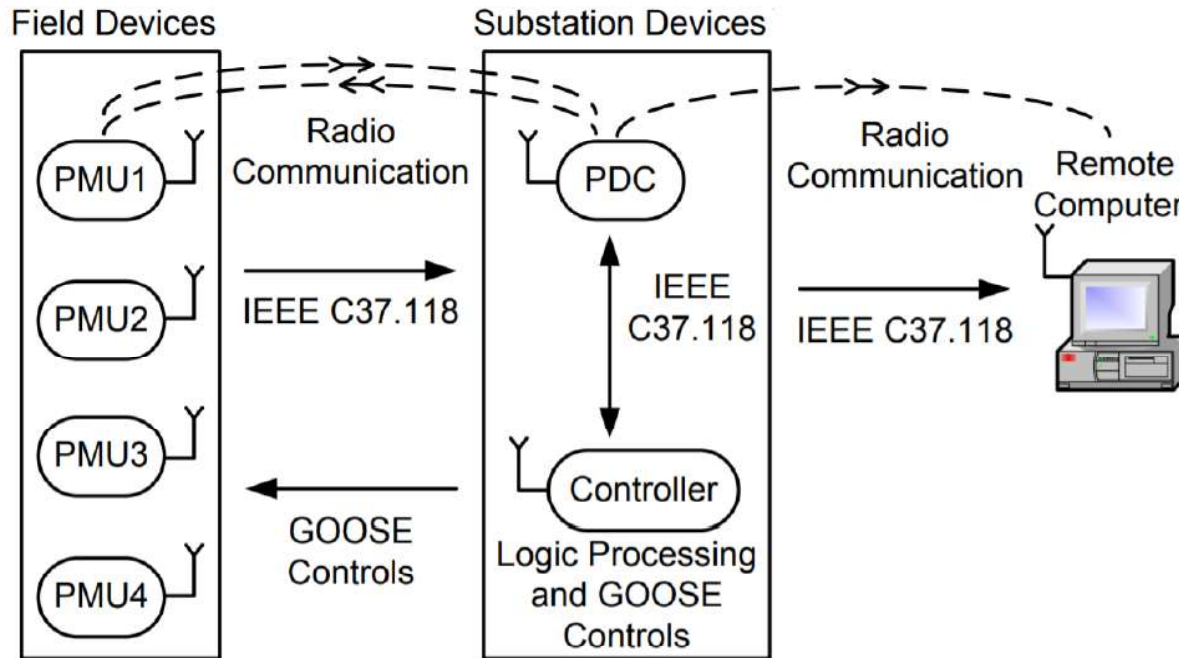 Field Devices
Substation Devices
Radio
Communication
Radio
Communication
Remote
Computer
PMU1
PDC
PMU2
IEEE C37.118
IEEE
C37.118
IEEE C37.118
PMU3
Controller
GOOSE
Controls
Logic Processing
and GOOSE
Controls
PMU4